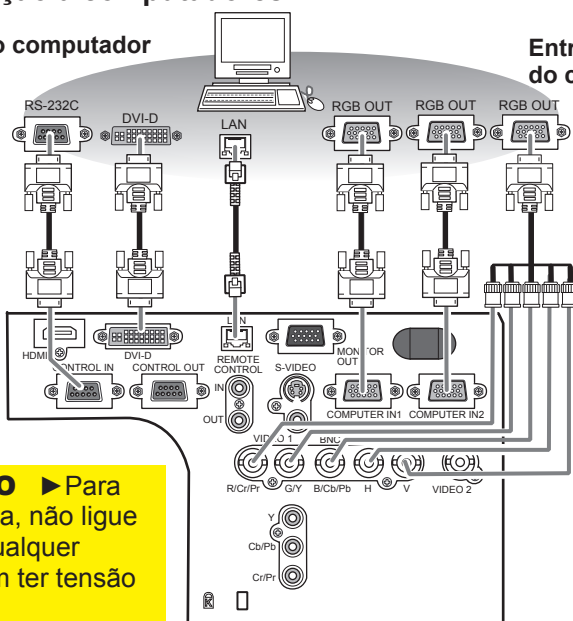 o computador
Entr
do c
RS-232C
DVI-D
LAN
RGB OUT
RGB OUT
RGB OUT
HDMI
DVI-D
LAN
MONITOR
OUT
CONTROL IN
CONTROL OUT
REMOTE
CONTROL
IN
OUT
S-VIDEO
COMPUTER IN1
COMPUTER IN2
VIDEO 1
BNC
R/Cr/Pr
G/Y
B/Cb/Pb
H
V
VIDEO 2
Y
Cb/Pb
Cr/Pr
K
o ►Para
a, não ligue
ualquer
n ter tensão